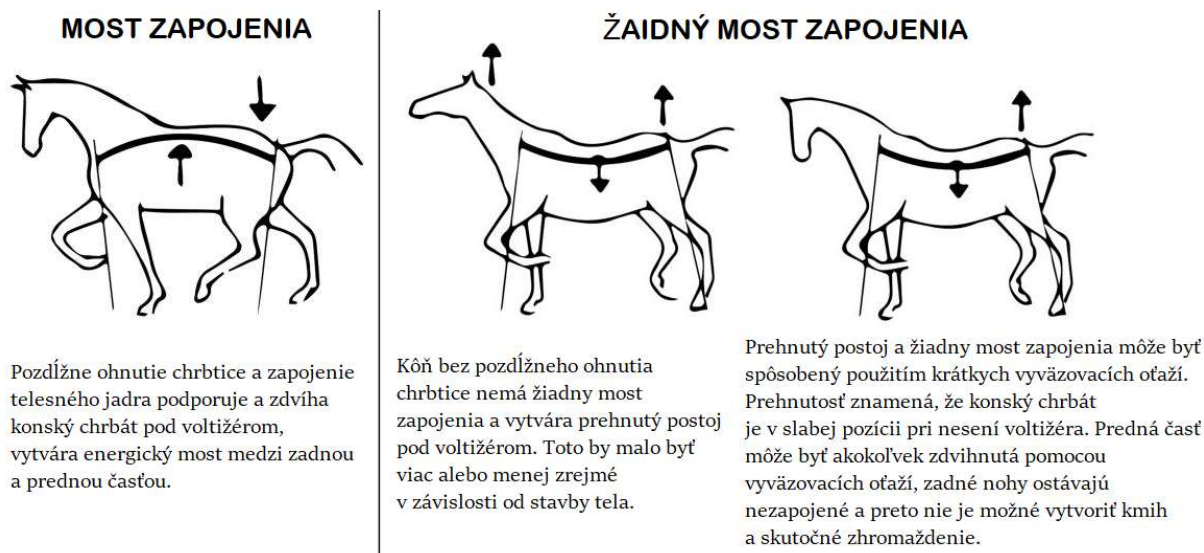 MOST ZAPOJENIA
ŽAIDNÝ MOST ZAPOJENIA
Pozdĺžne ohnutie chrbtice a zapojenie
telesného jadra podporuje a zdvíha
konský chrbát pod voltižérom,
vytvára energický most medzi zadnou
a prednou časťou.
Kôň bez pozdĺžneho ohnutia
chrbtice nemá žiadny most
zapojenia a vytvára prehnutý postoj
pod voltižérom. Toto by malo byť
viac alebo menej zrejmé
v závislosti od stavby tela.
Prehnutý postoj a žiadny most zapojenia môže byť
spôsobený použitím krátkych vyväzovacích oťaží.
Prehnutosť znamená, že konský chrbát
je v slabej pozícii pri nesení voltižéra. Predná časť
môže byť akokoľvek zdvihnutá pomocou
vyväzovacích oťaží, zadné nohy ostávajú
nezapojené a preto nie je možné vytvoriť kmih
a skutočné zhromaždenie.